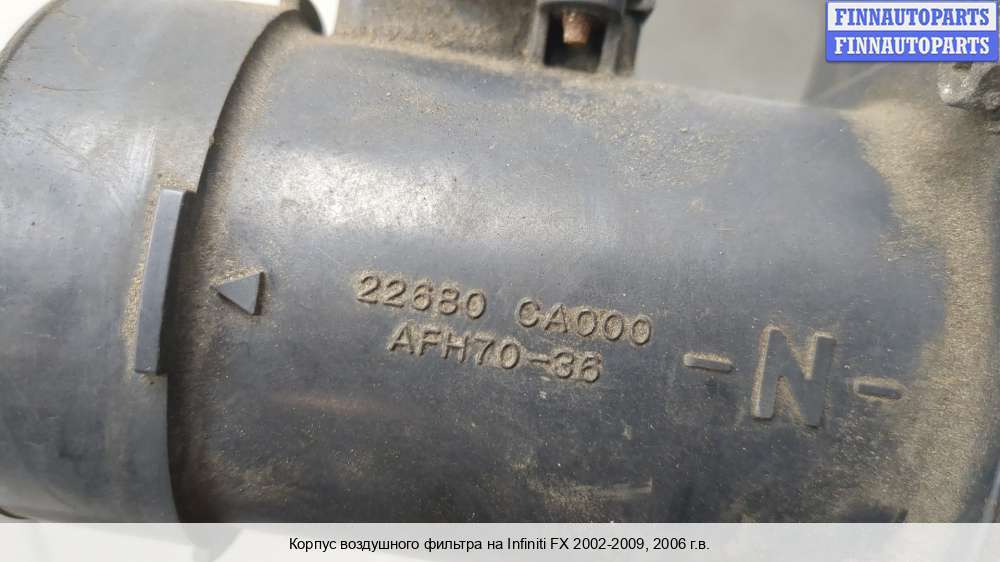 FINNAUTOPARTS
FINNAUTOPARTS
22680 CA000
AFH70-36
-N-
Корпус воздушного фильтра на Infiniti FX 2002-2009, 2006 г.в.